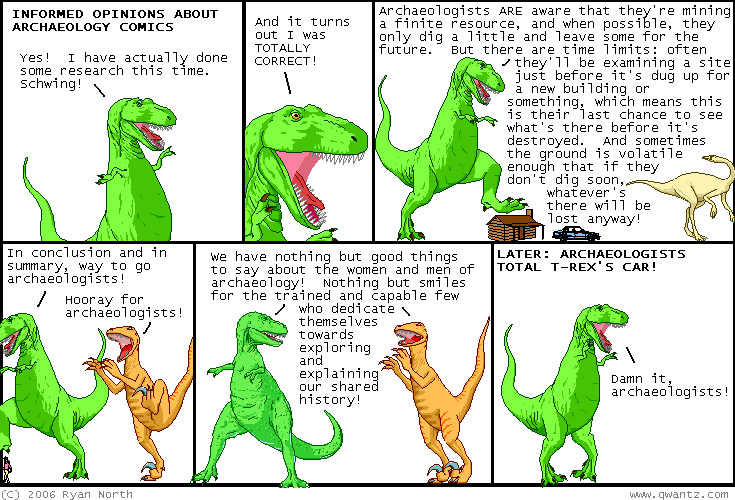 INFORMED OPINIONS ABOUT
ARCHAEOLOGY COMICS
Yes!  I have actually done
some research this time.
Schwing!
And it turns
out I was
TOTALLY
CORRECT!
Archaeologists ARE aware that they're mining
a finite resource, and when possible, they
only dig a little and leave some for the
future.  But there are time limits: often
they'll be examining a site
just before it's dug up for
a new building or
something, which means this
is their last chance to see
what's there before it's
destroyed.  And sometimes
the ground is volatile
enough that if they
don't dig soon,
whatever's
there will be
lost anyway!
In conclusion and in
summary, way to go
archaeologists!
Hooray for
archaeologists!
We have nothing but good things
to say about the women and men of
archaeology!  Nothing but smiles
for the trained and capable few
who dedicate
themselves
towards
exploring
and
explaining
our shared
history!
LATER: ARCHAEOLOGISTS
TOTAL T-REX'S CAR!
Damn it,
archaeologists!
(C) 2006 Ryan North
www.qwantz.com